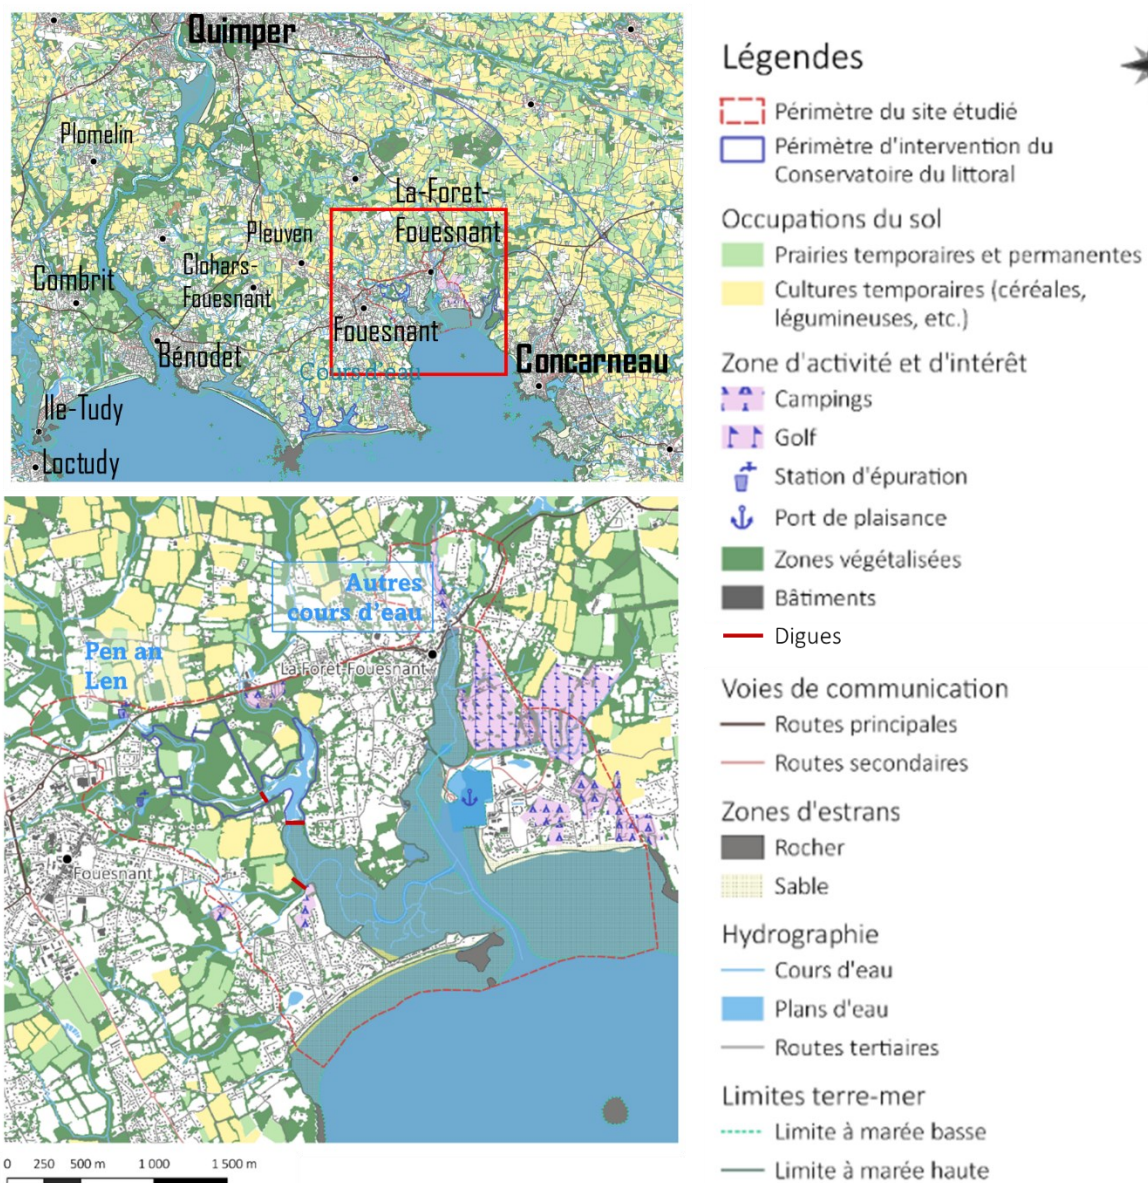 Quimper
Plomelin
La-Foret-
Fouesnant
Pleuven
Clohars-
Fouesnant
Combrit
Fouesnant
Bénodet
Cours d'eau
Concarneau
Ile-Tudy
Loctudy
Autres
cours d'eau
Pen an
Len
La Forêt-Fouesnant
Fouesnant
0 250 500 m 1 000 1 500 m
Légendes
Périmètre du site étudié
Périmètre d'intervention du
Conservatoire du littoral
Occupations du sol
Prairies temporaires et permanentes
Cultures temporaires (céréales,
légumineuses, etc.)
Zone d'activité et d'intérêt
Campings
Golf
Station d'épuration
Port de plaisance
Zones végétalisées
Bâtiments
Digues
Voies de communication
Routes principales
Routes secondaires
Zones d'estrans
Rocher
Sable
Hydrographie
Cours d'eau
Plans d'eau
Routes tertiaires
Limites terre-mer
Limite à marée basse
Limite à marée haute